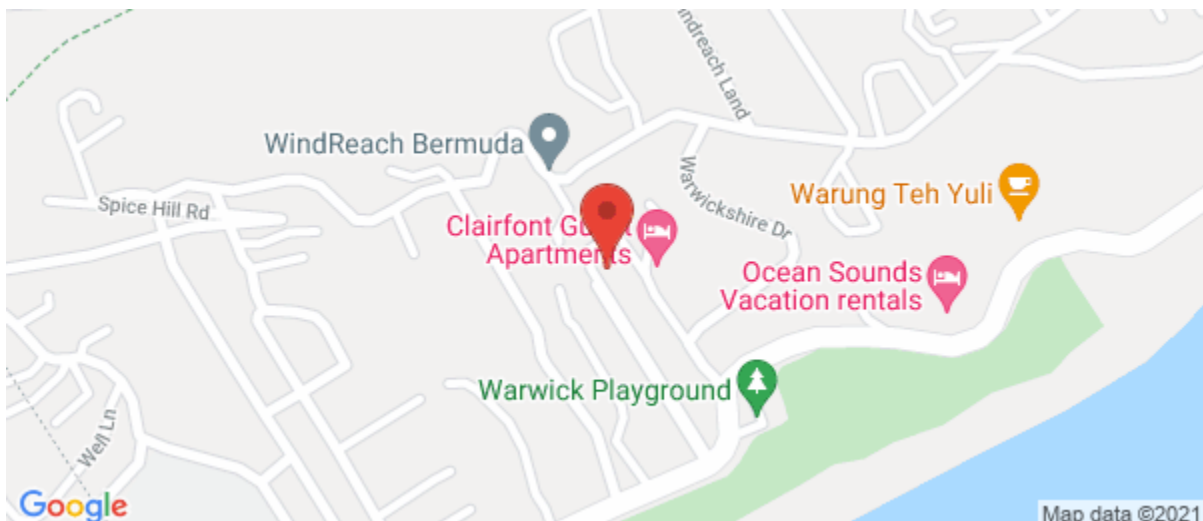 indreach Land
WindReach Bermuda
Warwickshire Dr
Warung Teh Yuli
Spice Hill Rd
Clairfont Gu t
Apartments
Ocean Sounds
Vacation rentals
Warwick Playground
Well Ln
Google
Map data ©2021